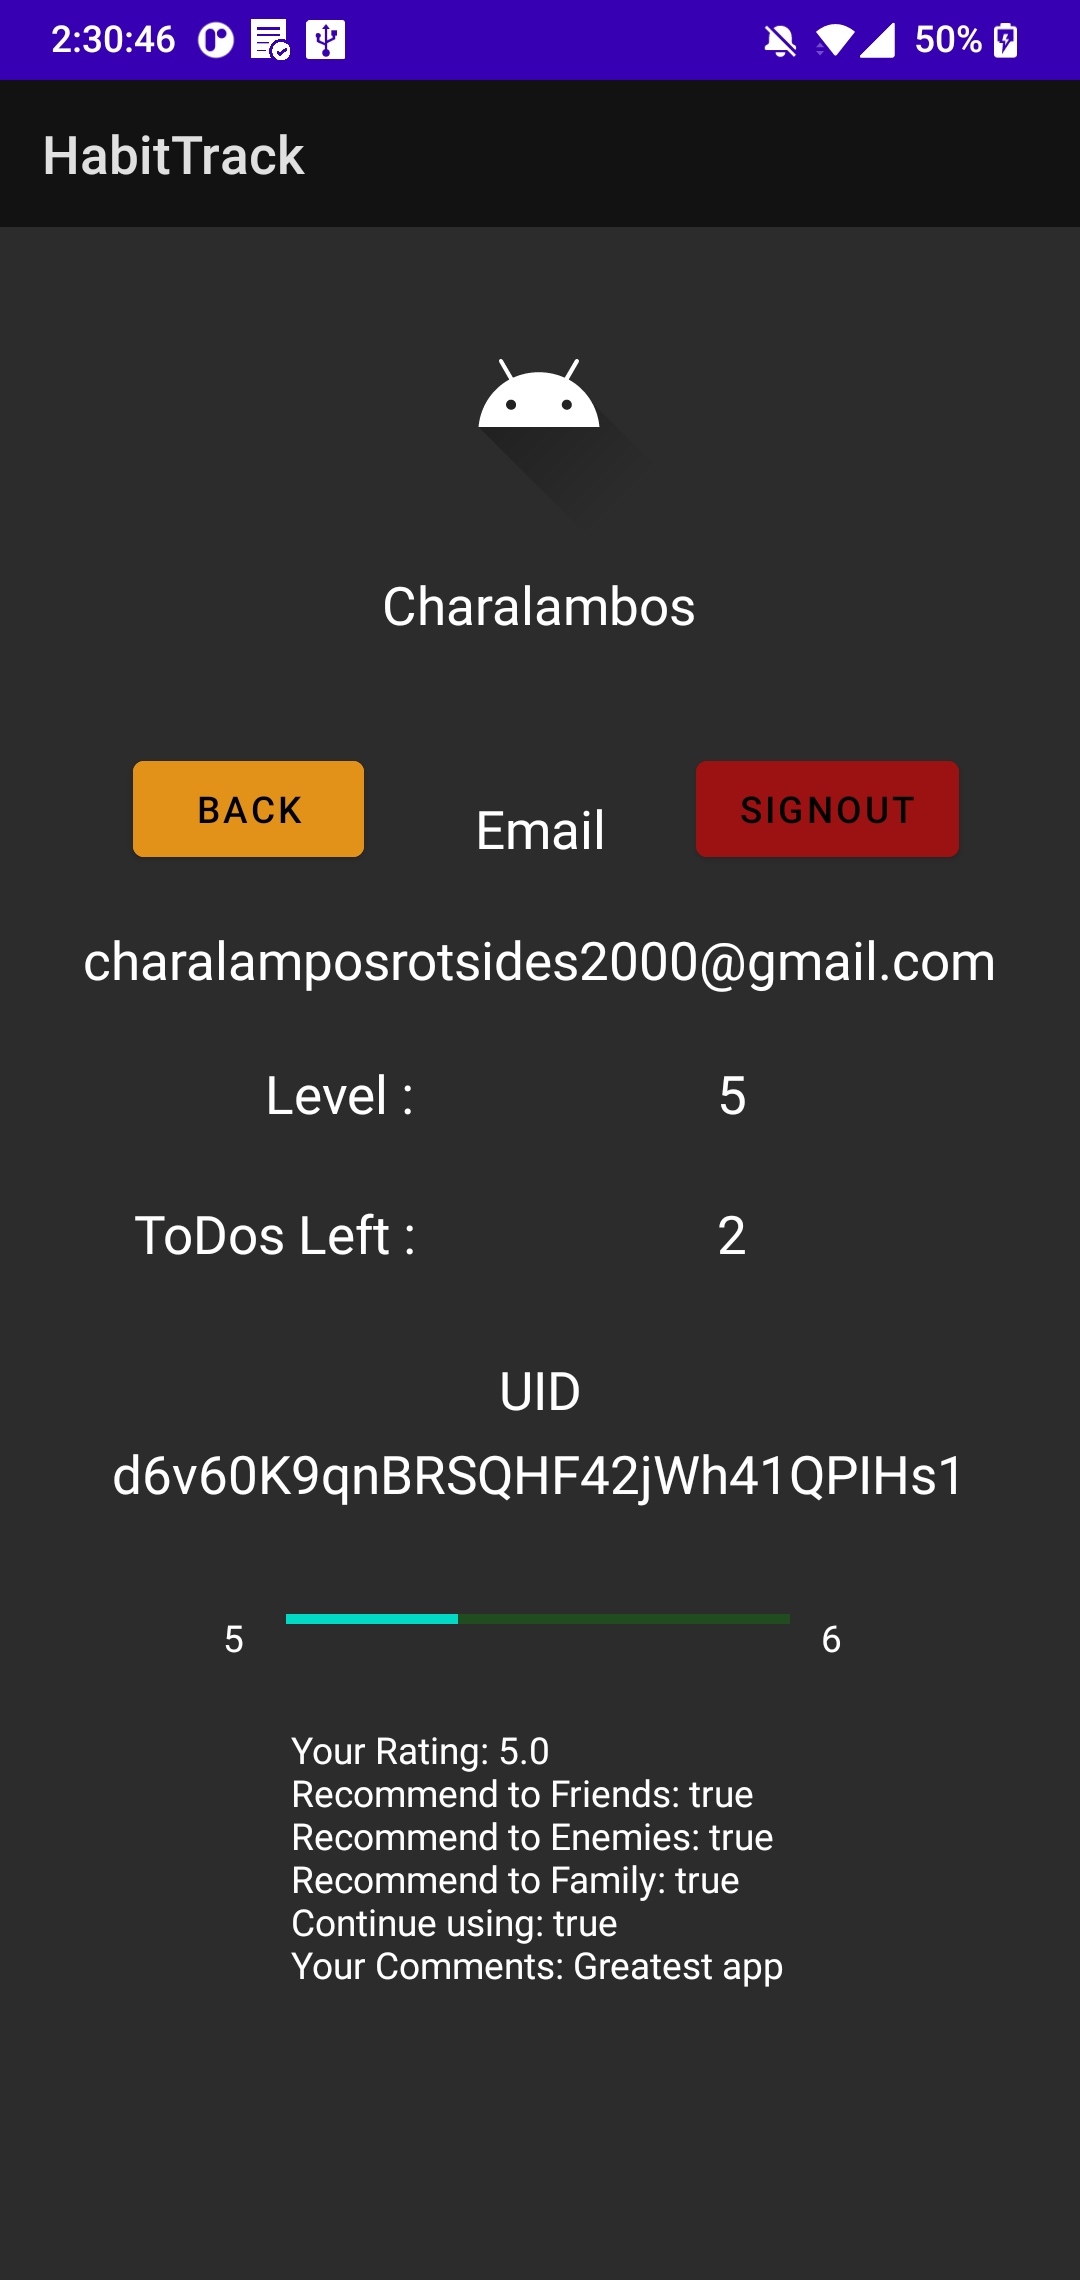 2:30:46 50%
HabitTrack
Charalambos
BACK Email SIGNOUT
charalamposrotsides2000@gmail.com
Level : 5
ToDos Left : 2
UID
d6v60K9qnBRSQHF42jWh41QPIHs1
5 6
Your Rating: 5.0
Recommend to Friends: true
Recommend to Enemies: true
Recommend to Family: true
Continue using: true
Your Comments: Greatest app